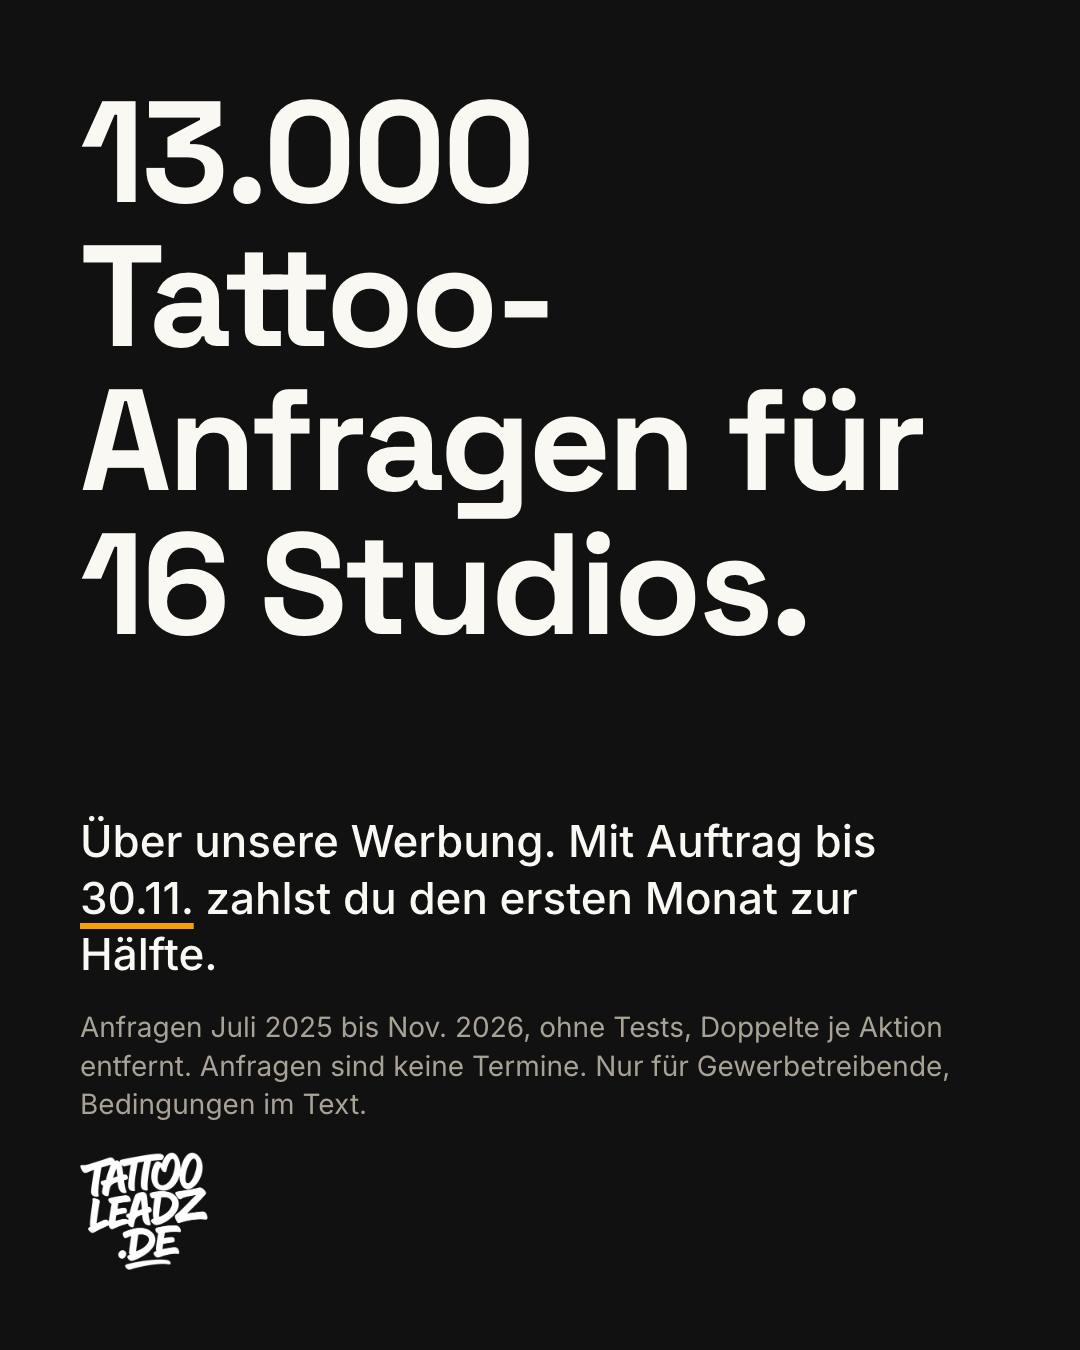 13.000
Tattoo-
Anfragen für
16 Studios.
Über unsere Werbung. Mit Auftrag bis
30.11. zahlst du den ersten Monat zur
Hälfte.
Anfragen Juli 2025 bis Nov. 2026, ohne Tests, Doppelte je Aktion
entfernt. Anfragen sind keine Termine. Nur für Gewerbetreibende,
Bedingungen im Text.
TATTOO
LEADZ
.DE